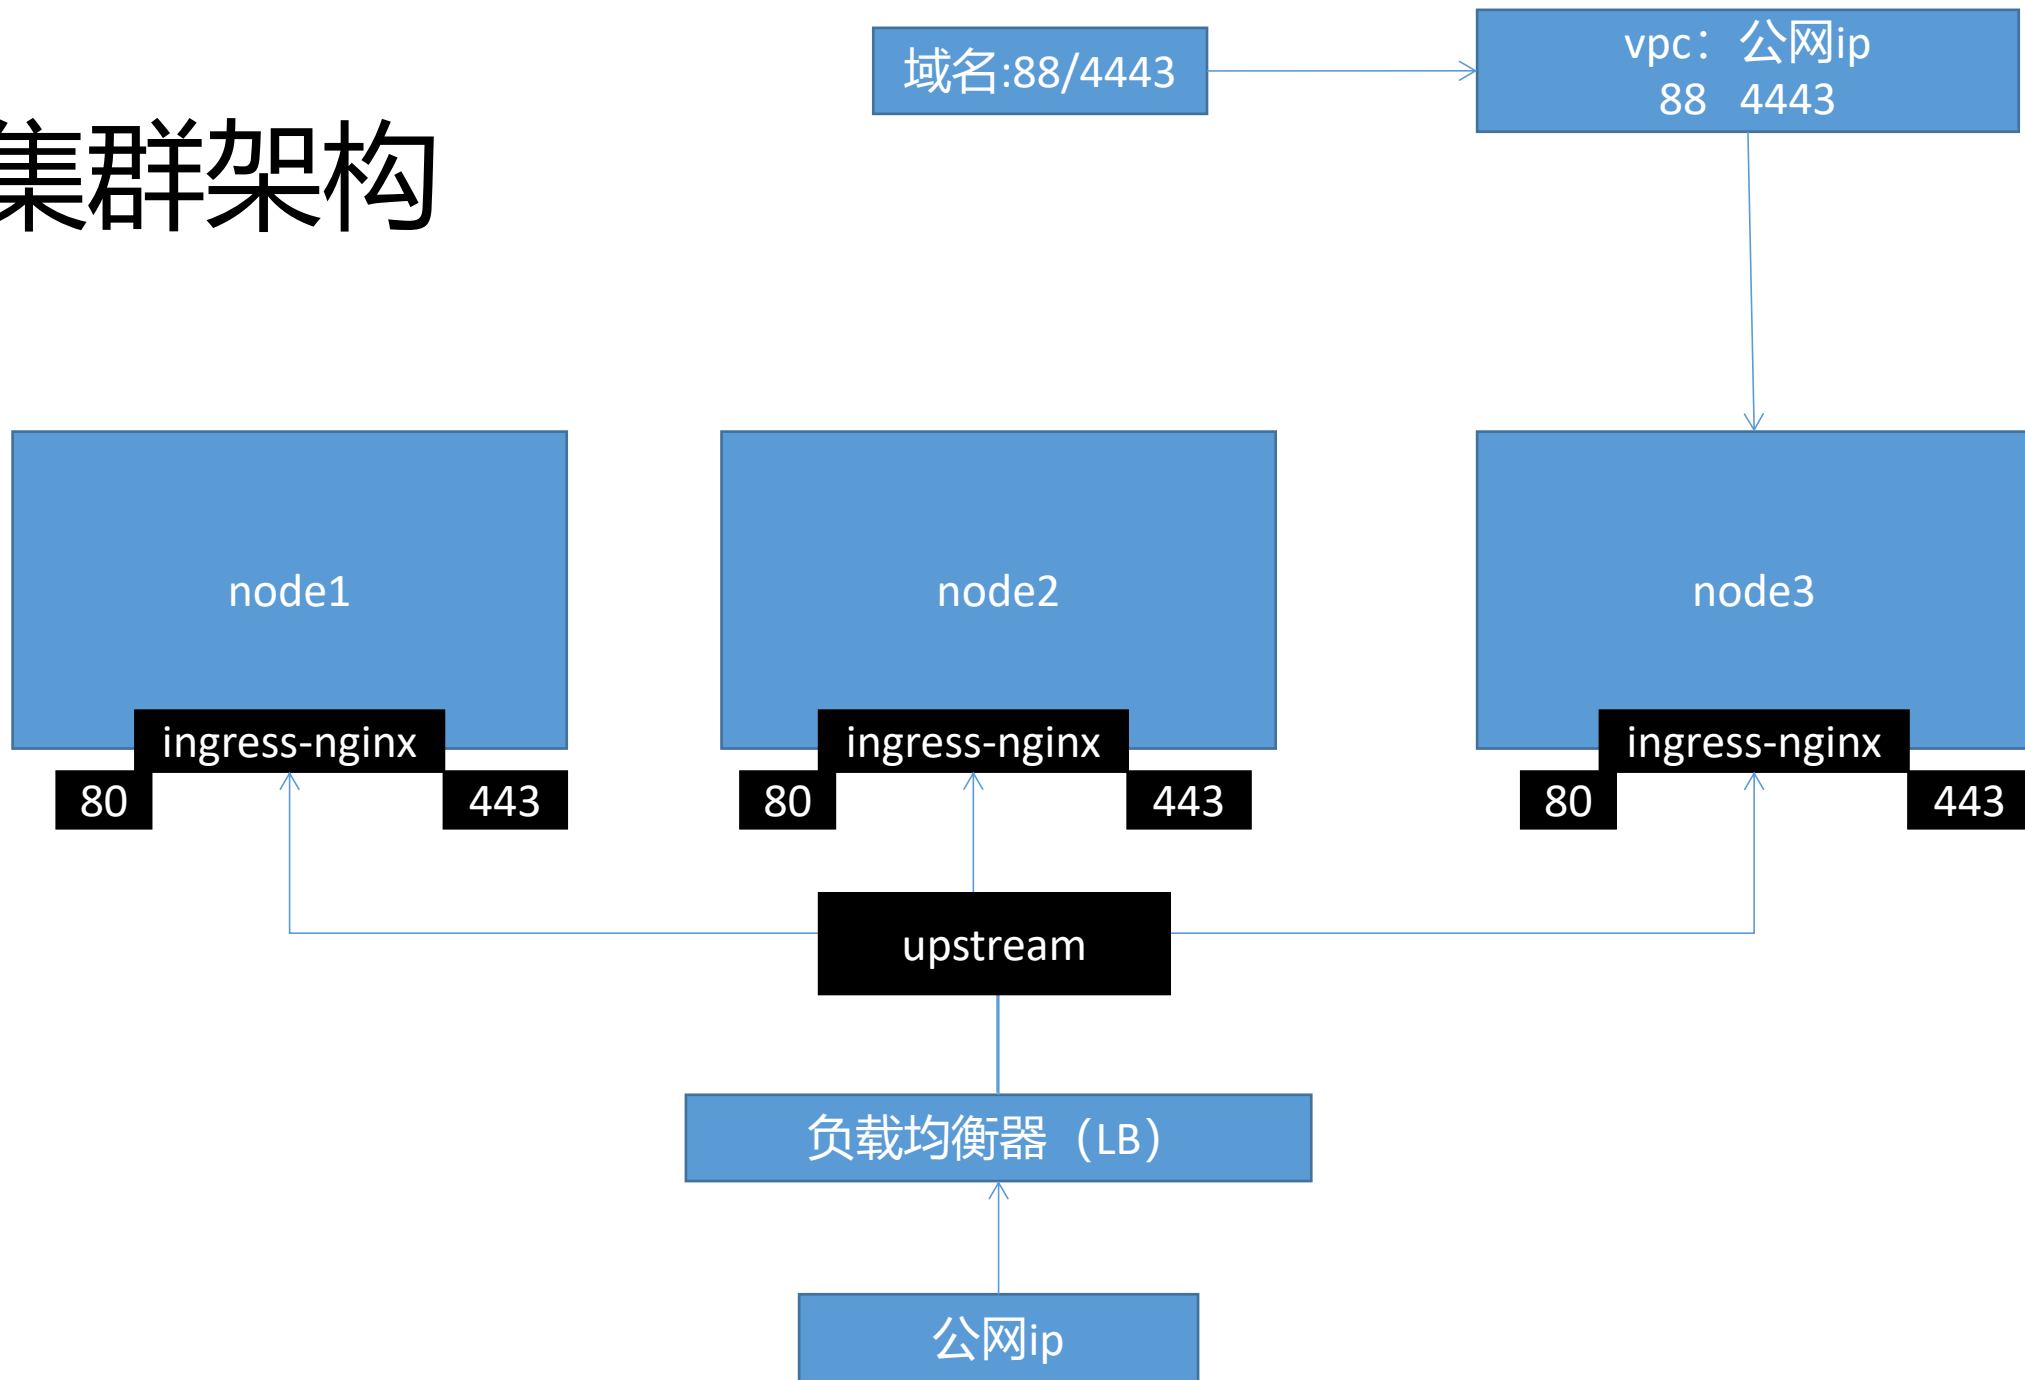 域名:88/4443
vpc：公网ip
88 4443
集群架构
node1
node2
node3
ingress-nginx
ingress-nginx
ingress-nginx
80
443
80
443
80
443
upstream
负载均衡器（LB）
公网ip